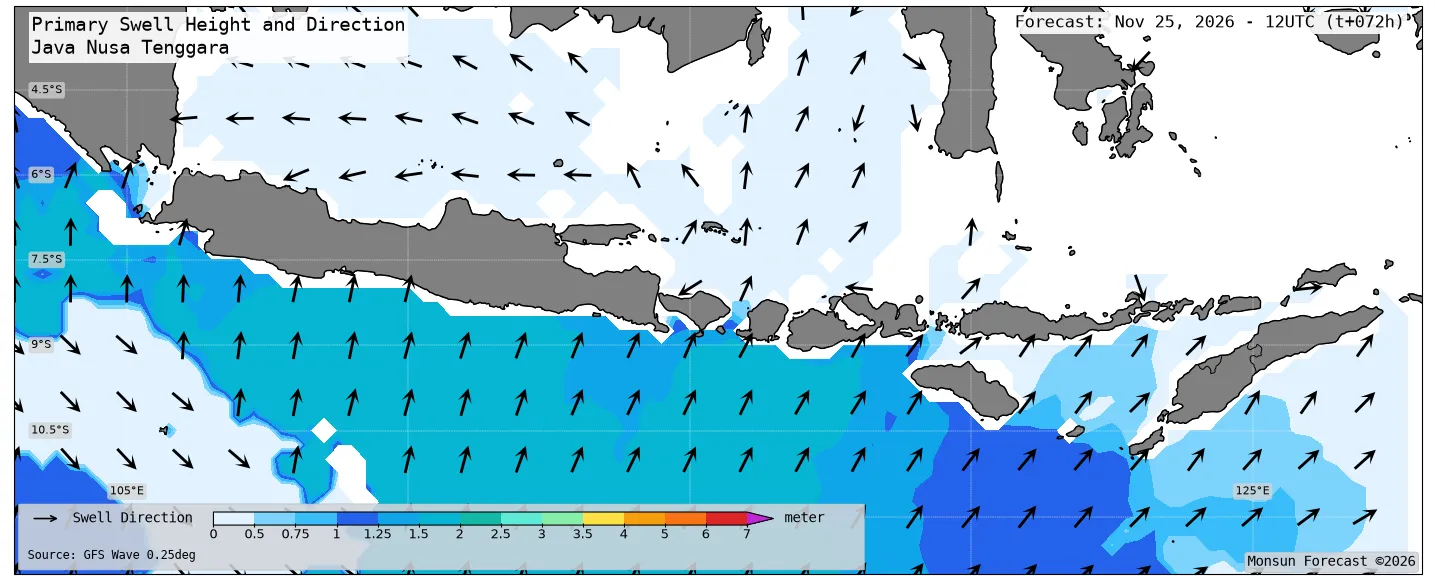 Primary Swell Height and Direction
Java Nusa Tenggara
Forecast: Nov 25, 2026 - 12UTC (t+072h)
4.5°S
6°S
7.5°S
9°S
10.5°S
105°E
125°E
Swell Direction
0 0.5 0.75 1 1.25 1.5 2 2.5 3 3.5 4 5 6 7
meter
Source: GFS Wave 0.25deg
Monsun Forecast ©2026